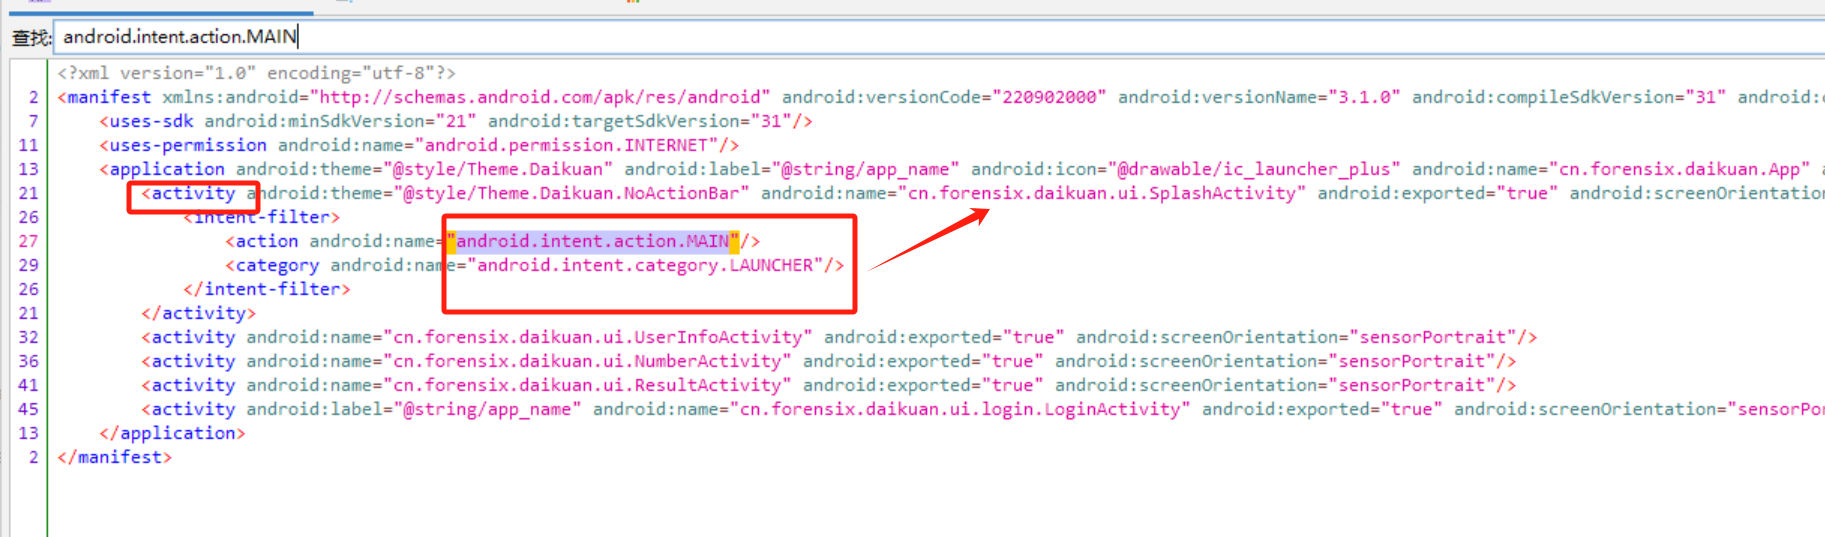 查找: android.intent.action.MAIN
<?xml version="1.0" encoding="utf-8"?>
2 <manifest xmlns:android="http://schemas.android.com/apk/res/android" android:versionCode="220902000" android:versionName="3.1.0" android:compileSdkVersion="31" android:
7 <uses-sdk android:minSdkVersion="21" android:targetSdkVersion="31"/>
11 <uses-permission android:name="android.permission.INTERNET"/>
13 <application android:theme="@style/Theme.Daikuan" android:label="@string/app_name" android:icon="@drawable/ic_launcher_plus" android:name="cn.forensix.daikuan.App"
21 <activity android:theme="@style/Theme.Daikuan.NoActionBar" android:name="cn.forensix.daikuan.ui.SplashActivity" android:exported="true" android:screenOrientation
26 <intent-filter>
27 <action android:name="android.intent.action.MAIN"/>
29 <category android:name="android.intent.category.LAUNCHER"/>
26 </intent-filter>
21 </activity>
32 <activity android:name="cn.forensix.daikuan.ui.UserInfoActivity" android:exported="true" android:screenOrientation="sensorPortrait"/>
36 <activity android:name="cn.forensix.daikuan.ui.NumberActivity" android:exported="true" android:screenOrientation="sensorPortrait"/>
41 <activity android:name="cn.forensix.daikuan.ui.ResultActivity" android:exported="true" android:screenOrientation="sensorPortrait"/>
45 <activity android:label="@string/app_name" android:name="cn.forensix.daikuan.ui.login.LoginActivity" android:exported="true" android:screenOrientation="sensorPo
13 </application>
2 </manifest>